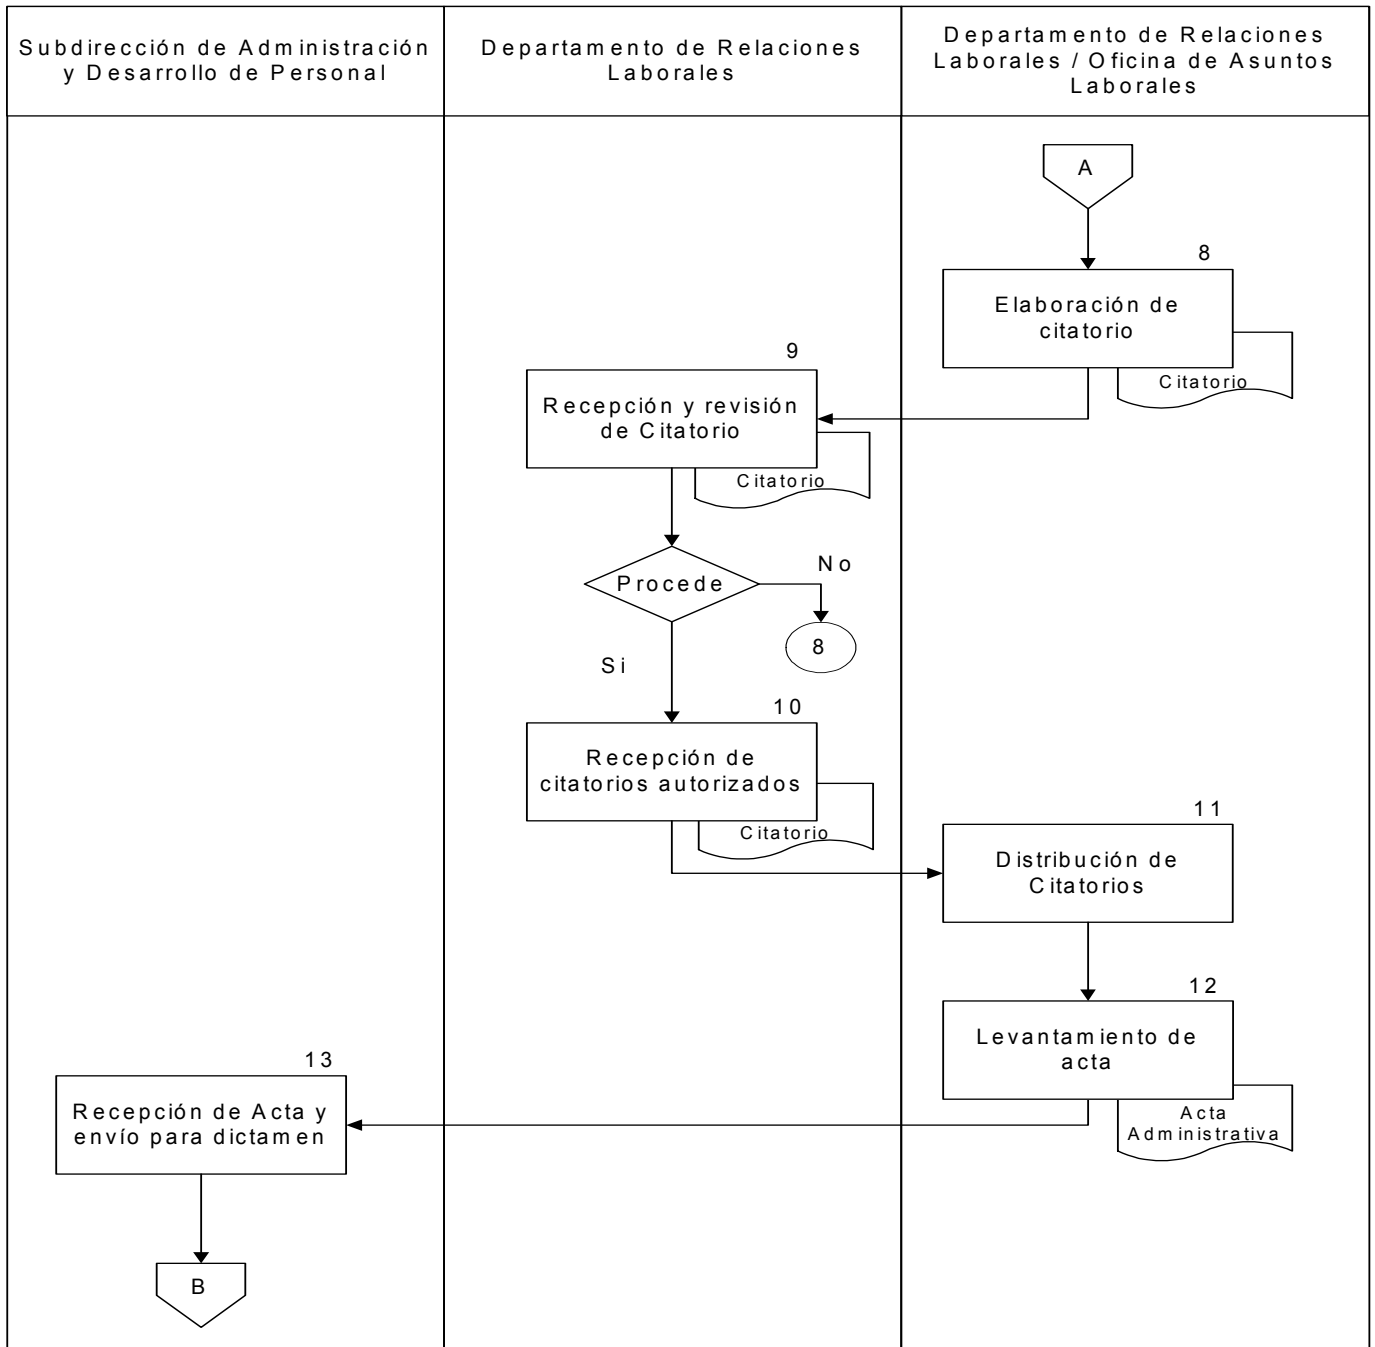 Subdirección de Administración
y Desarrollo de Personal
Departamento de Relaciones
Laborales
Departamento de Relaciones
Laborales / Oficina de Asuntos
Laborales
A
8
Elaboración de
citatorio
Citatorio
9
Recepción y revisión
de Citatorio
Citatorio
Procede
No
8
Si
10
Recepción de
citatorios autorizados
Citatorio
11
Distribución de
Citatorios
12
Levantamiento de
acta
Acta
Administrativa
13
Recepción de Acta y
envío para dictamen
B